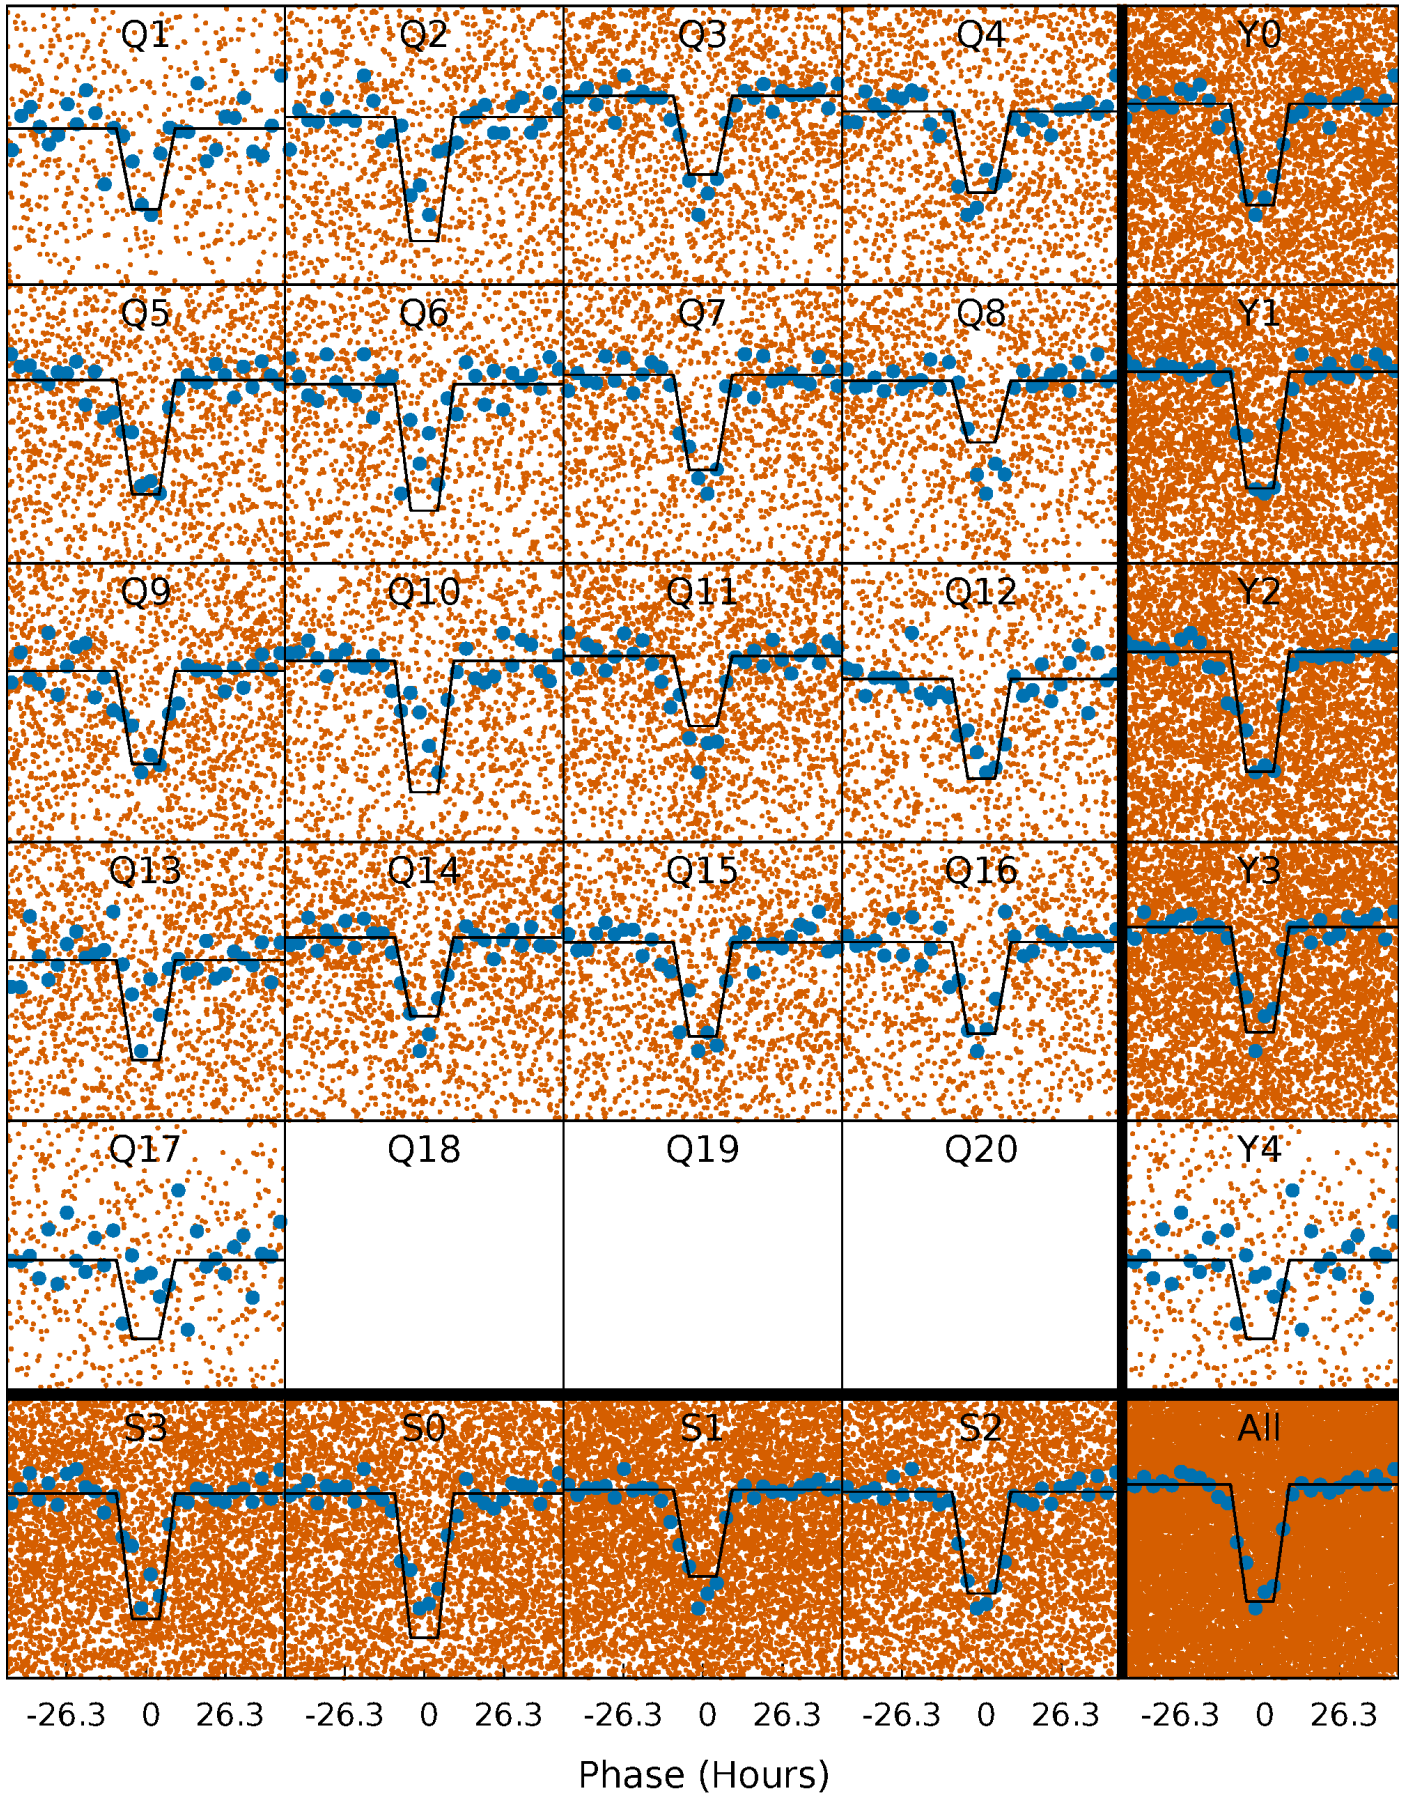 Q1 Q2 Q3 Q4 Y0
Q5 Q6 Q7 Q8 Y1
Q9 Q10 Q11 Q12 Y2
Q13 Q14 Q15 Q16 Y3
Q17 Q18 Q19 Q20 Y4
S3 S0 S1 S2 All
-26.3 0 26.3 -26.3 0 26.3 -26.3 0 26.3 -26.3 0 26.3 -26.3 0 26.3
Phase (Hours)